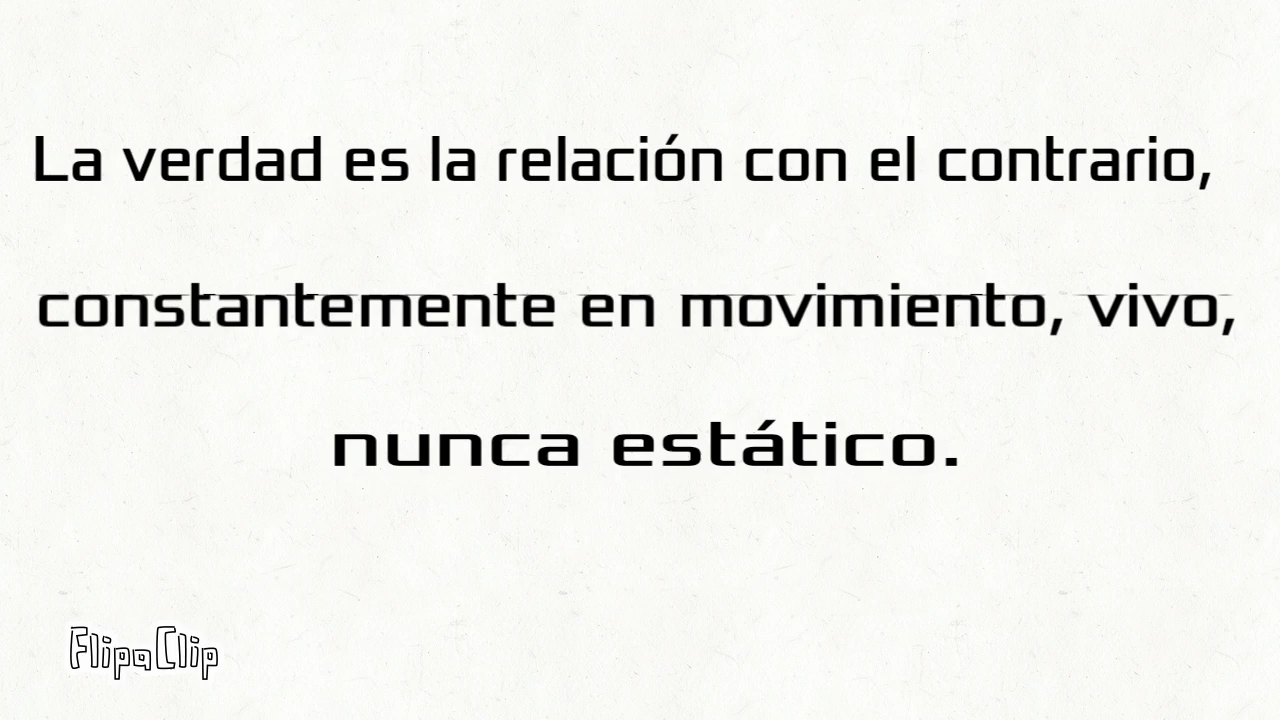 La verdad es la relación con el contrario,
constantemente en movimiento, vivo,
nunca estático.
FlipaClip